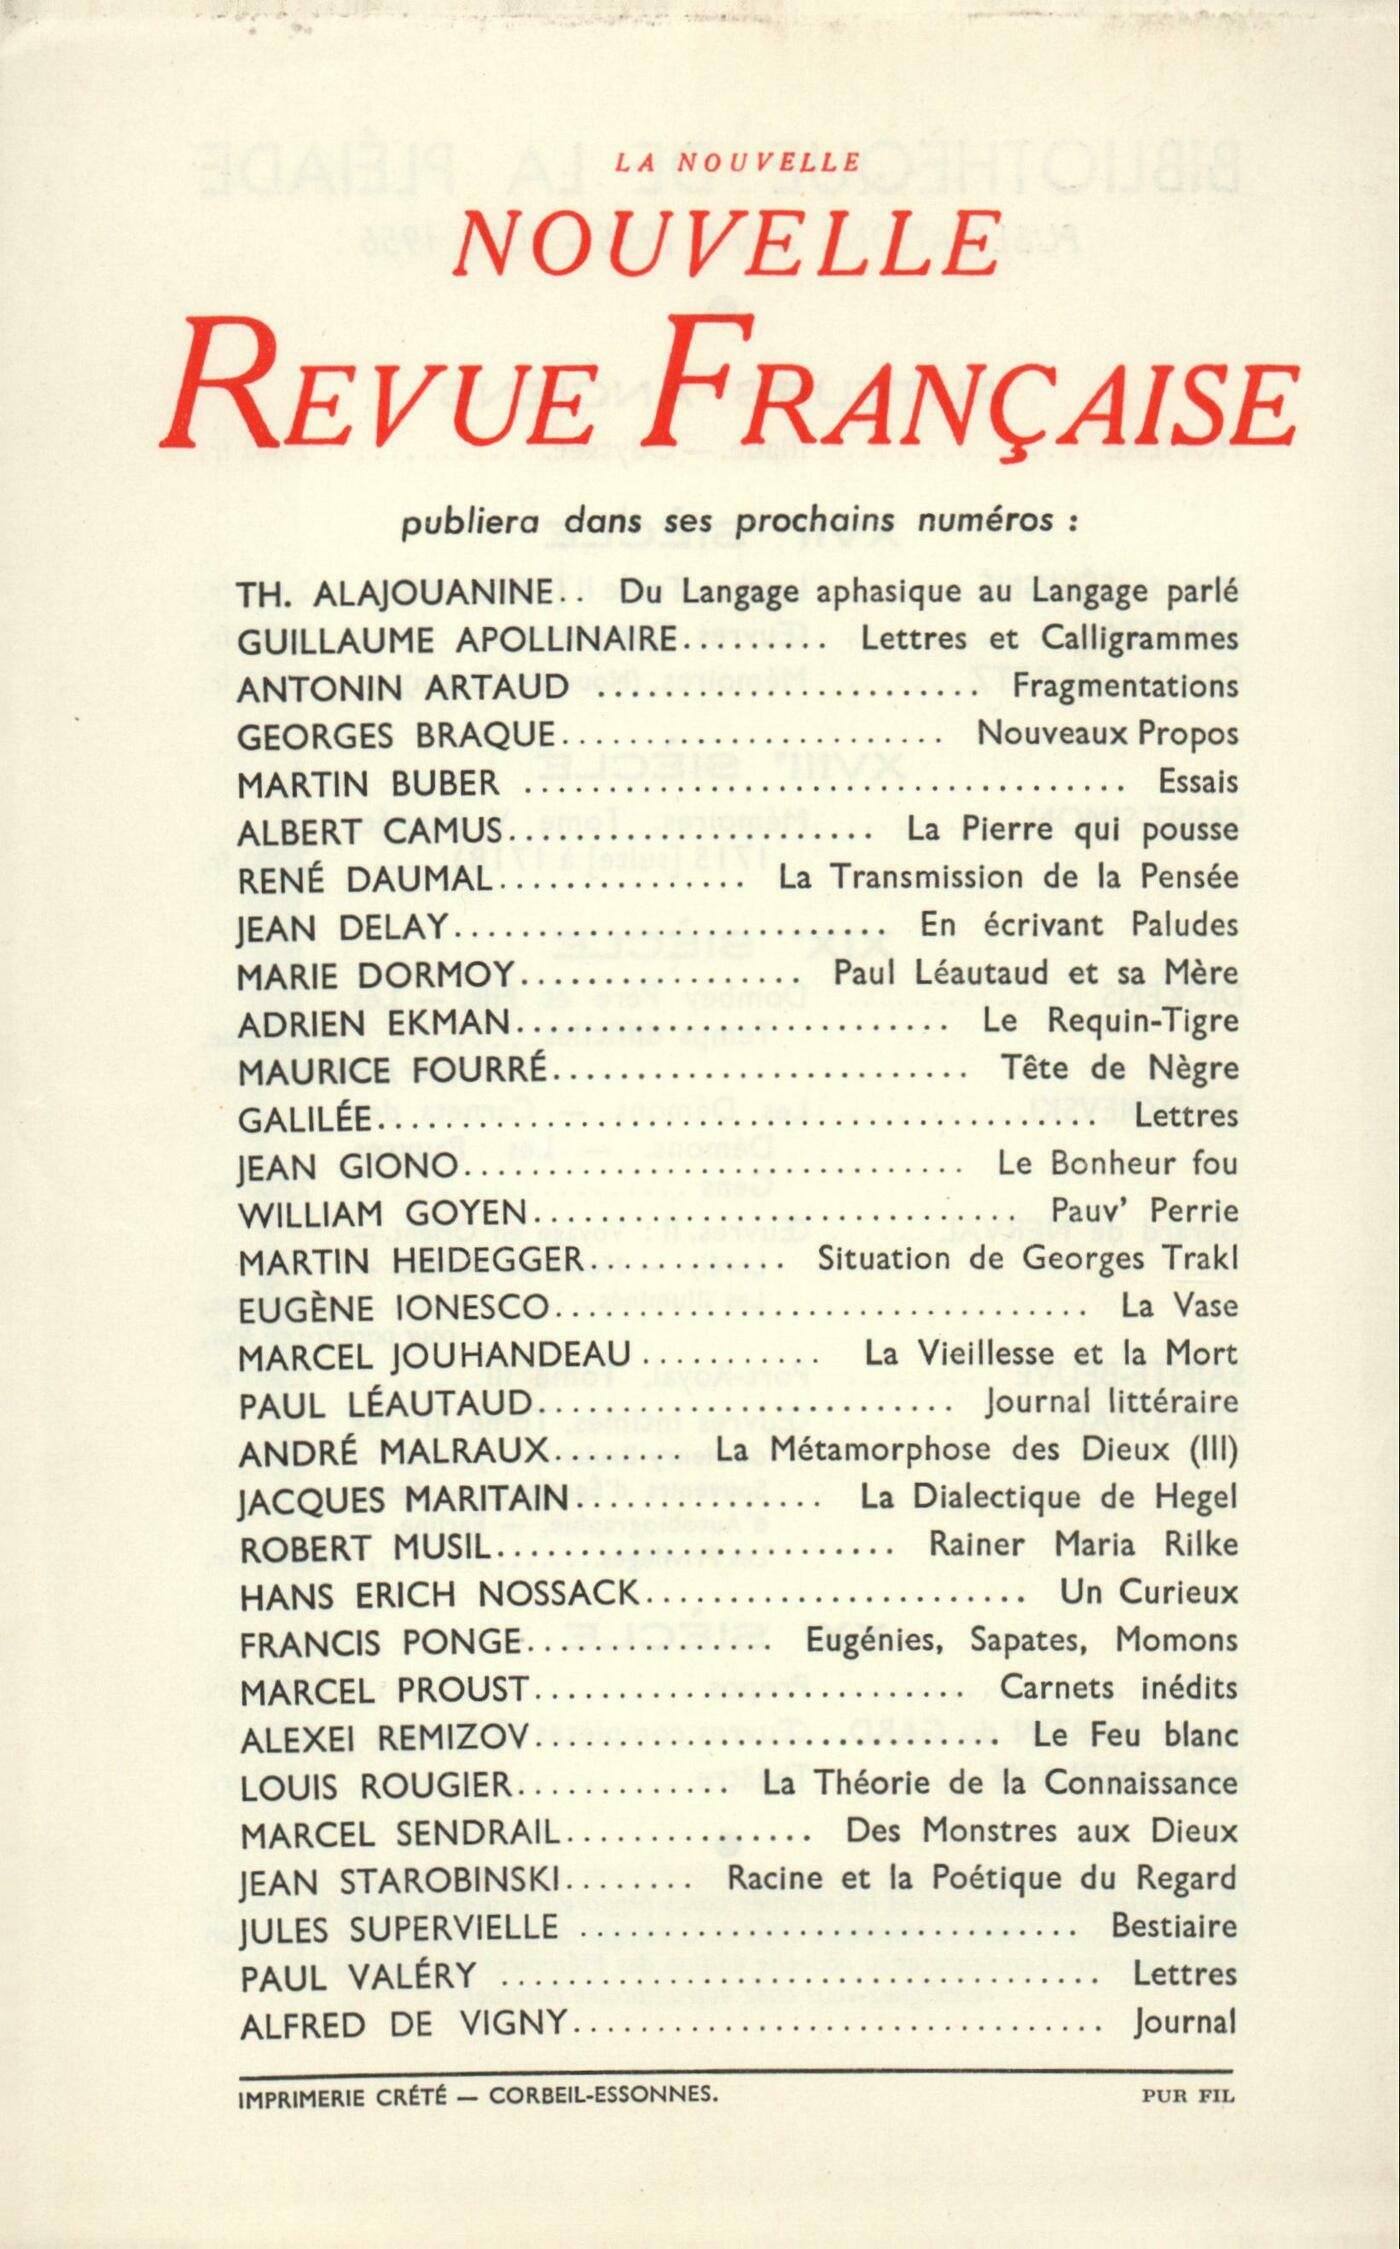 LA NOUVELLE
NOUVELLE
REVUE FRANÇAISE
publiera dans ses prochains numéros :
TH. ALAJOUANINE.. Du Langage aphasique au Langage parlé
GUILLAUME APOLLINAIRE......... Lettres et Calligrammes
ANTONIN ARTAUD ....................... Fragmentations
GEORGES BRAQUE....................... Nouveaux Propos
MARTIN BUBER .................................... Essais
ALBERT CAMUS...................... La Pierre qui pousse
RENÉ DAUMAL............... La Transmission de la Pensée
JEAN DELAY.......................... En écrivant Paludes
MARIE DORMOY................. Paul Léautaud et sa Mère
ADRIEN EKMAN.......................... Le Requin-Tigre
MAURICE FOURRÉ......................... Tête de Nègre
GALILÉE........................................... Lettres
JEAN GIONO.............................. Le Bonheur fou
WILLIAM GOYEN............................. Pauv' Perrie
MARTIN HEIDEGGER............ Situation de Georges Trakl
EUGÈNE IONESCO................................ La Vase
MARCEL JOUHANDEAU........... La Vieillesse et la Mort
PAUL LÉAUTAUD......................... Journal littéraire
ANDRÉ MALRAUX........ La Métamorphose des Dieux (III)
JACQUES MARITAIN............... La Dialectique de Hegel
ROBERT MUSIL........................ Rainer Maria Rilke
HANS ERICH NOSSACK....................... Un Curieux
FRANCIS PONGE............... Eugénies, Sapates, Momons
MARCEL PROUST.......................... Carnets inédits
ALEXEI REMIZOV............................ Le Feu blanc
LOUIS ROUGIER............. La Théorie de la Connaissance
MARCEL SENDRAIL............... Des Monstres aux Dieux
JEAN STAROBINSKI........ Racine et la Poétique du Regard
JULES SUPERVIELLE .............................. Bestiaire
PAUL VALÉRY .................................... Lettres
ALFRED DE VIGNY................................ Journal
IMPRIMERIE CRÉTÉ — CORBEIL-ESSONNES. PUR FIL